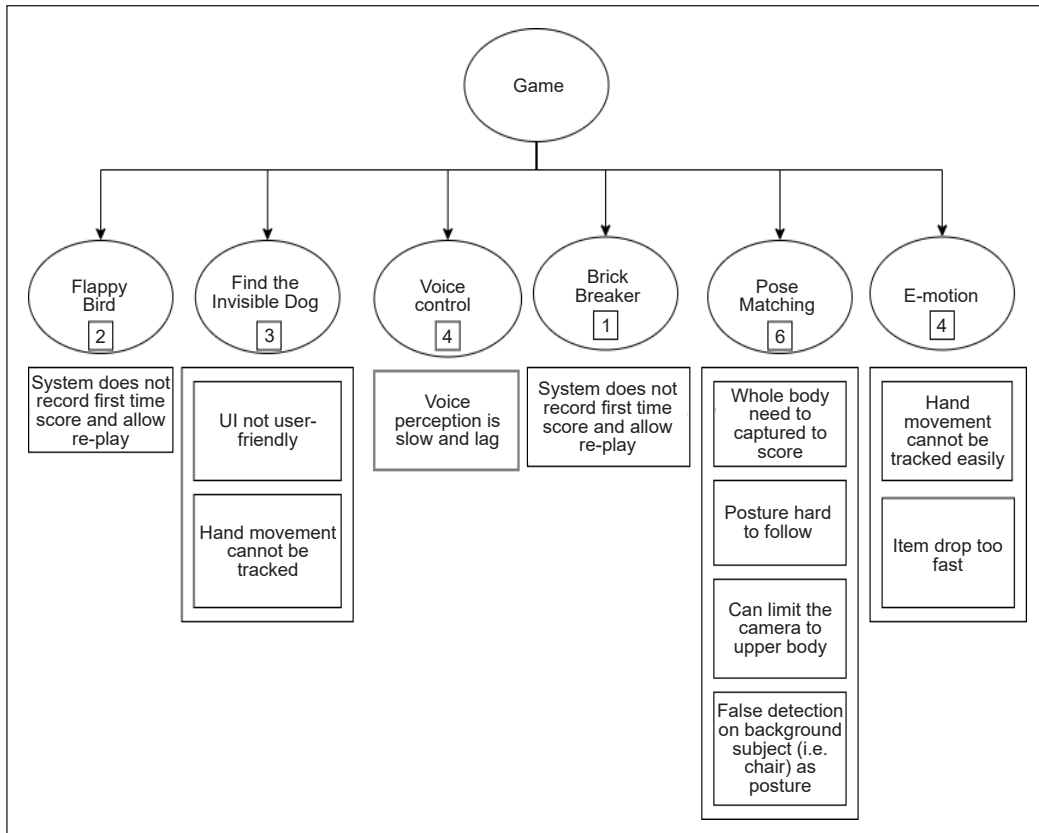 Game
Flappy
Bird
2
Find the
Invisible Dog
3
Voice
control
4
Brick
Breaker
1
Pose
Matching
6
E-motion
4
System does not
record first time
score and allow
re-play
UI not user-
friendly
Hand movement
cannot be
tracked
Voice
perception is
slow and lag
System does not
record first time
score and allow
re-play
Whole body
need to
captured to
score
Posture hard
to follow
Can limit the
camera to
upper body
False detection
on background
subject (i.e.
chair) as
posture
Hand
movement
cannot be
tracked easily
Item drop too
fast